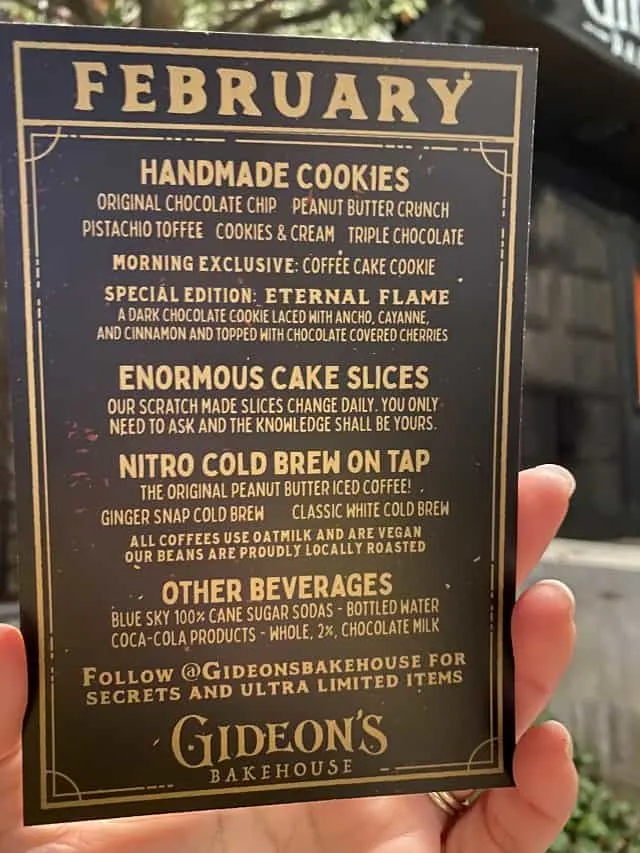 FEBRUARY
HANDMADE COOKIES
ORIGINAL CHOCOLATE CHIP PEANUT BUTTER CRUNCH
PISTACHIO TOFFEE COOKIES & CREAM TRIPLE CHOCOLATE
MORNING EXCLUSIVE: COFFEE CAKE COOKIE
SPECIAL EDITION: ETERNAL FLAME
A DARK CHOCOLATE COOKIE LACED WITH ANCHO, CAYANNE,
AND CINNAMON AND TOPPED WITH CHOCOLATE COVERED CHERRIES
ENORMOUS CAKE SLICES
OUR SCRATCH MADE SLICES CHANGE DAILY. YOU ONLY
NEED TO ASK AND THE KNOWLEDGE SHALL BE YOURS.
NITRO COLD BREW ON TAP
THE ORIGINAL PEANUT BUTTER ICED COFFEE!
GINGER SNAP COLD BREW CLASSIC WHITE COLD BREW
ALL COFFEES USE OATMILK AND ARE VEGAN
OUR BEANS ARE PROUDLY LOCALLY ROASTED
OTHER BEVERAGES
BLUE SKY 100% CANE SUGAR SODAS - BOTTLED WATER
COCA-COLA PRODUCTS - WHOLE, 2%, CHOCOLATE MILK
FOLLOW @GIDEONSBAKEHOUSE FOR
SECRETS AND ULTRA LIMITED ITEMS
GIDEON'S
BAKEHOUSE